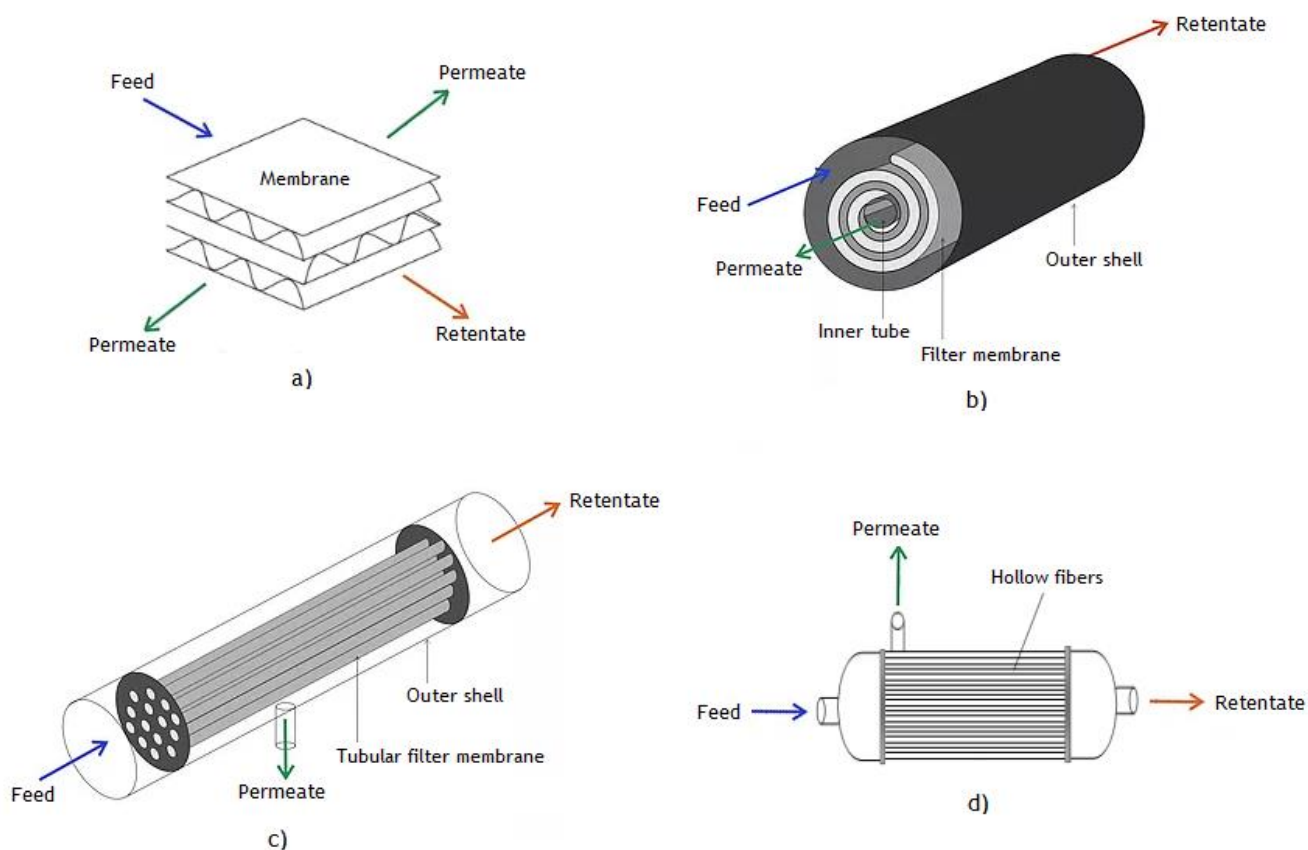 Feed
Permeate
Membrane
Permeate
Retentate
a)
Retentate
Feed
Permeate
Outer shell
Inner tube
Filter membrane
b)
Retentate
Outer shell
Tubular filter membrane
Feed
Permeate
c)
Permeate
Hollow fibers
Feed
Retentate
d)